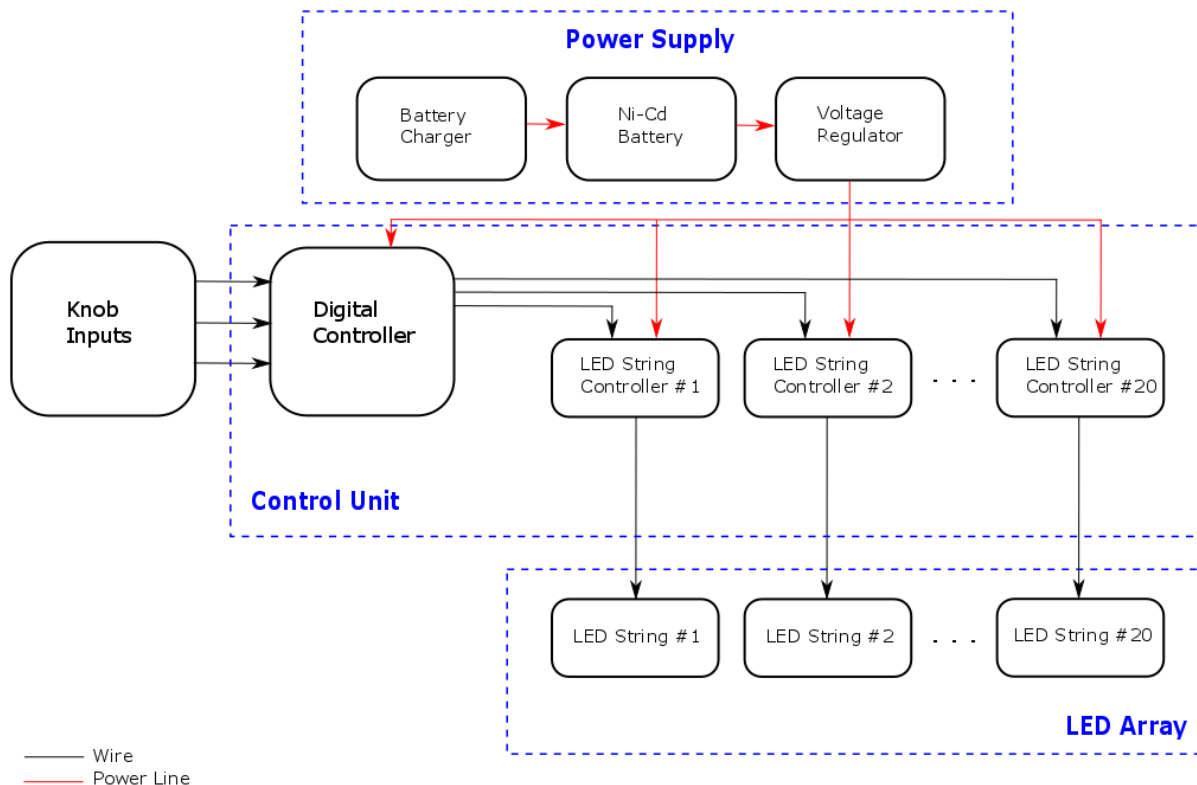 Power Supply
Battery
Charger
Ni-Cd
Battery
Voltage
Regulator
Knob
Inputs
Digital
Controller
LED String
Controller #1
LED String
Controller #2
. . .
LED String
Controller #20
Control Unit
LED String #1
LED String #2
. . .
LED String #20
LED Array
Wire
Power Line